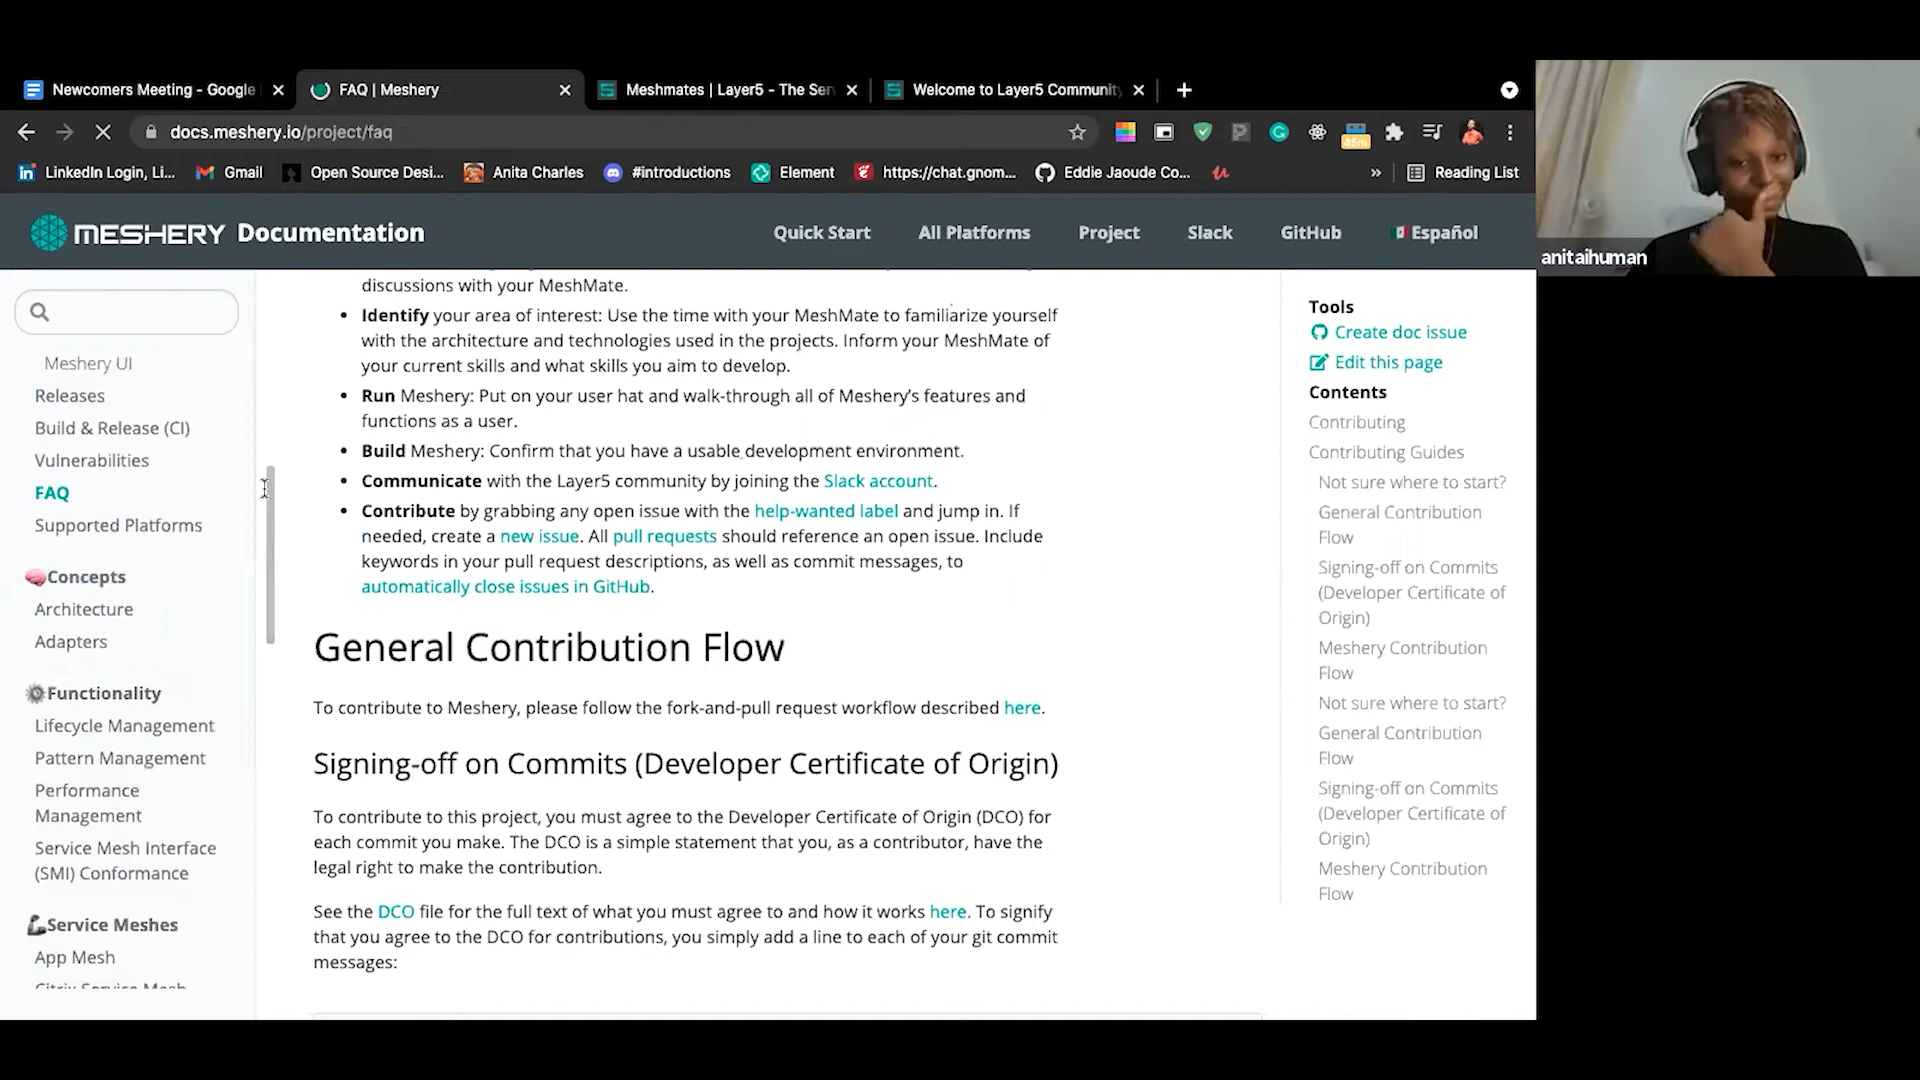 Newcomers Meeting - Google
FAQ | Meshery
Meshmates | Layer5 - The Ser
Welcome to Layer5 Community
docs.meshery.io/project/faq
45m
LinkedIn Login, Li...
Gmail
Open Source Desi...
Anita Charles
#introductions
Element
https://chat.gnom...
Eddie Jaoude Co...
»
Reading List
anitaihuman
MESHERY Documentation
Quick Start
All Platforms
Project
Slack
GitHub
Español
Meshery UI
Releases
Build & Release (CI)
Vulnerabilities
FAQ
Supported Platforms
Concepts
Architecture
Adapters
Functionality
Lifecycle Management
Pattern Management
Performance
Management
Service Mesh Interface
(SMI) Conformance
Service Meshes
App Mesh
Citrix Service Mesh
discussions with your MeshMate.
• Identify your area of interest: Use the time with your MeshMate to familiarize yourself
with the architecture and technologies used in the projects. Inform your MeshMate of
your current skills and what skills you aim to develop.
• Run Meshery: Put on your user hat and walk-through all of Meshery's features and
functions as a user.
• Build Meshery: Confirm that you have a usable development environment.
• Communicate with the Layer5 community by joining the Slack account.
• Contribute by grabbing any open issue with the help-wanted label and jump in. If
needed, create a new issue. All pull requests should reference an open issue. Include
keywords in your pull request descriptions, as well as commit messages, to
automatically close issues in GitHub.
General Contribution Flow
To contribute to Meshery, please follow the fork-and-pull request workflow described here.
Signing-off on Commits (Developer Certificate of Origin)
To contribute to this project, you must agree to the Developer Certificate of Origin (DCO) for
each commit you make. The DCO is a simple statement that you, as a contributor, have the
legal right to make the contribution.
See the DCO file for the full text of what you must agree to and how it works here. To signify
that you agree to the DCO for contributions, you simply add a line to each of your git commit
messages:
Tools
Create doc issue
Edit this page
Contents
Contributing
Contributing Guides
Not sure where to start?
General Contribution
Flow
Signing-off on Commits
(Developer Certificate of
Origin)
Meshery Contribution
Flow
Not sure where to start?
General Contribution
Flow
Signing-off on Commits
(Developer Certificate of
Origin)
Meshery Contribution
Flow